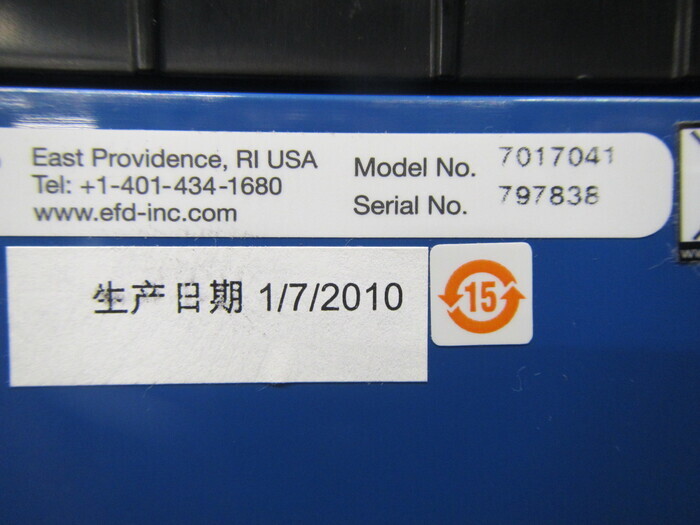 East Providence, RI USA
Tel: +1-401-434-1680
www.efd-inc.com
Model No. 7017041
Serial No. 797838
生产日期 1/7/2010
15